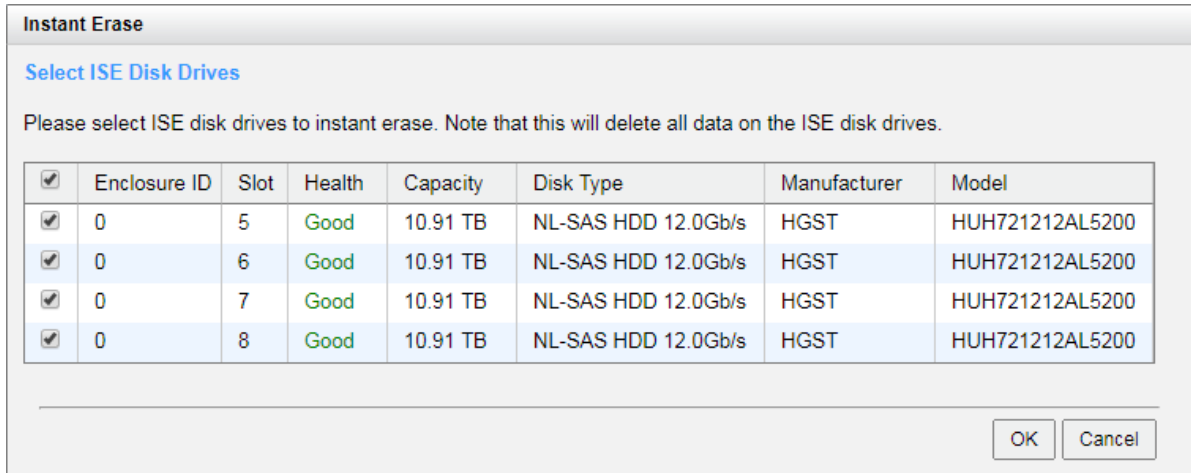 Instant Erase
Select ISE Disk Drives
Please select ISE disk drives to instant erase. Note that this will delete all data on the ISE disk drives.
Enclosure ID Slot Health Capacity Disk Type Manufacturer Model
0 5 Good 10.91 TB NL-SAS HDD 12.0Gb/s HGST HUH721212AL5200
0 6 Good 10.91 TB NL-SAS HDD 12.0Gb/s HGST HUH721212AL5200
0 7 Good 10.91 TB NL-SAS HDD 12.0Gb/s HGST HUH721212AL5200
0 8 Good 10.91 TB NL-SAS HDD 12.0Gb/s HGST HUH721212AL5200
OK Cancel